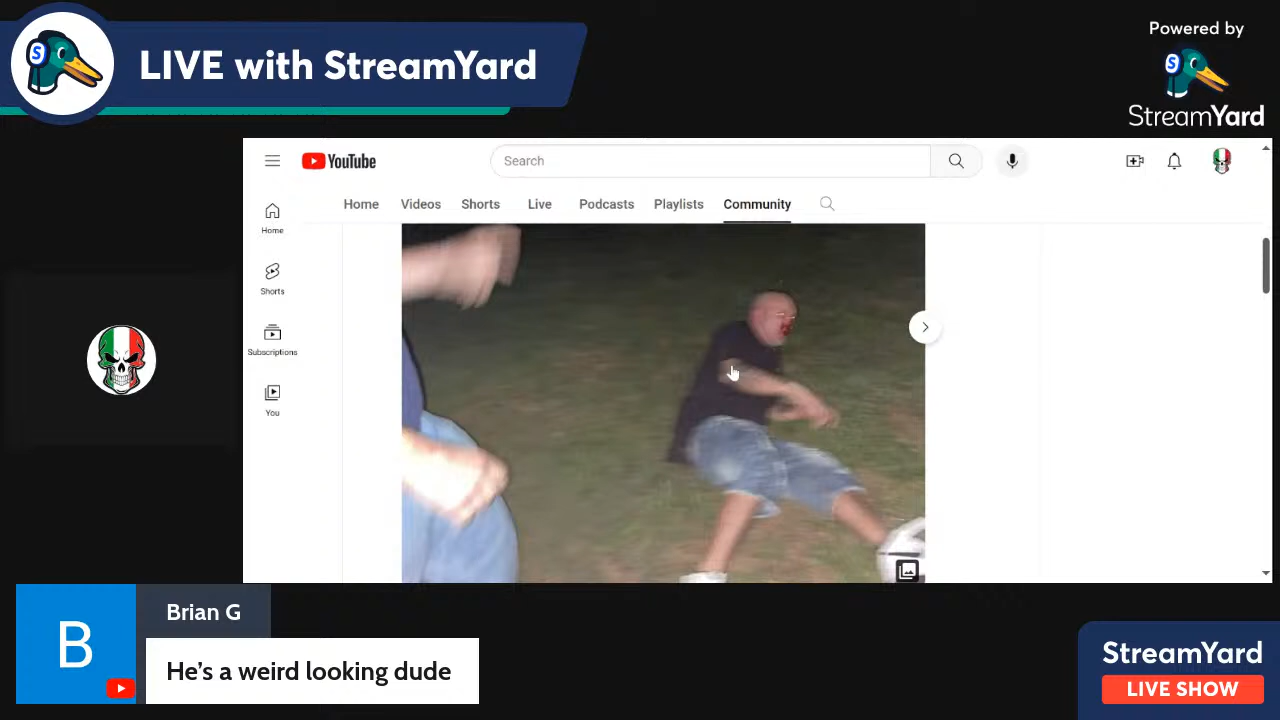 S
LIVE with StreamYard
Powered by
S
StreamYard
YouTube
Search
Home
Videos
Shorts
Live
Podcasts
Playlists
Community
Home
Shorts
Subscriptions
You
B
Brian G
He’s a weird looking dude
StreamYard
LIVE SHOW